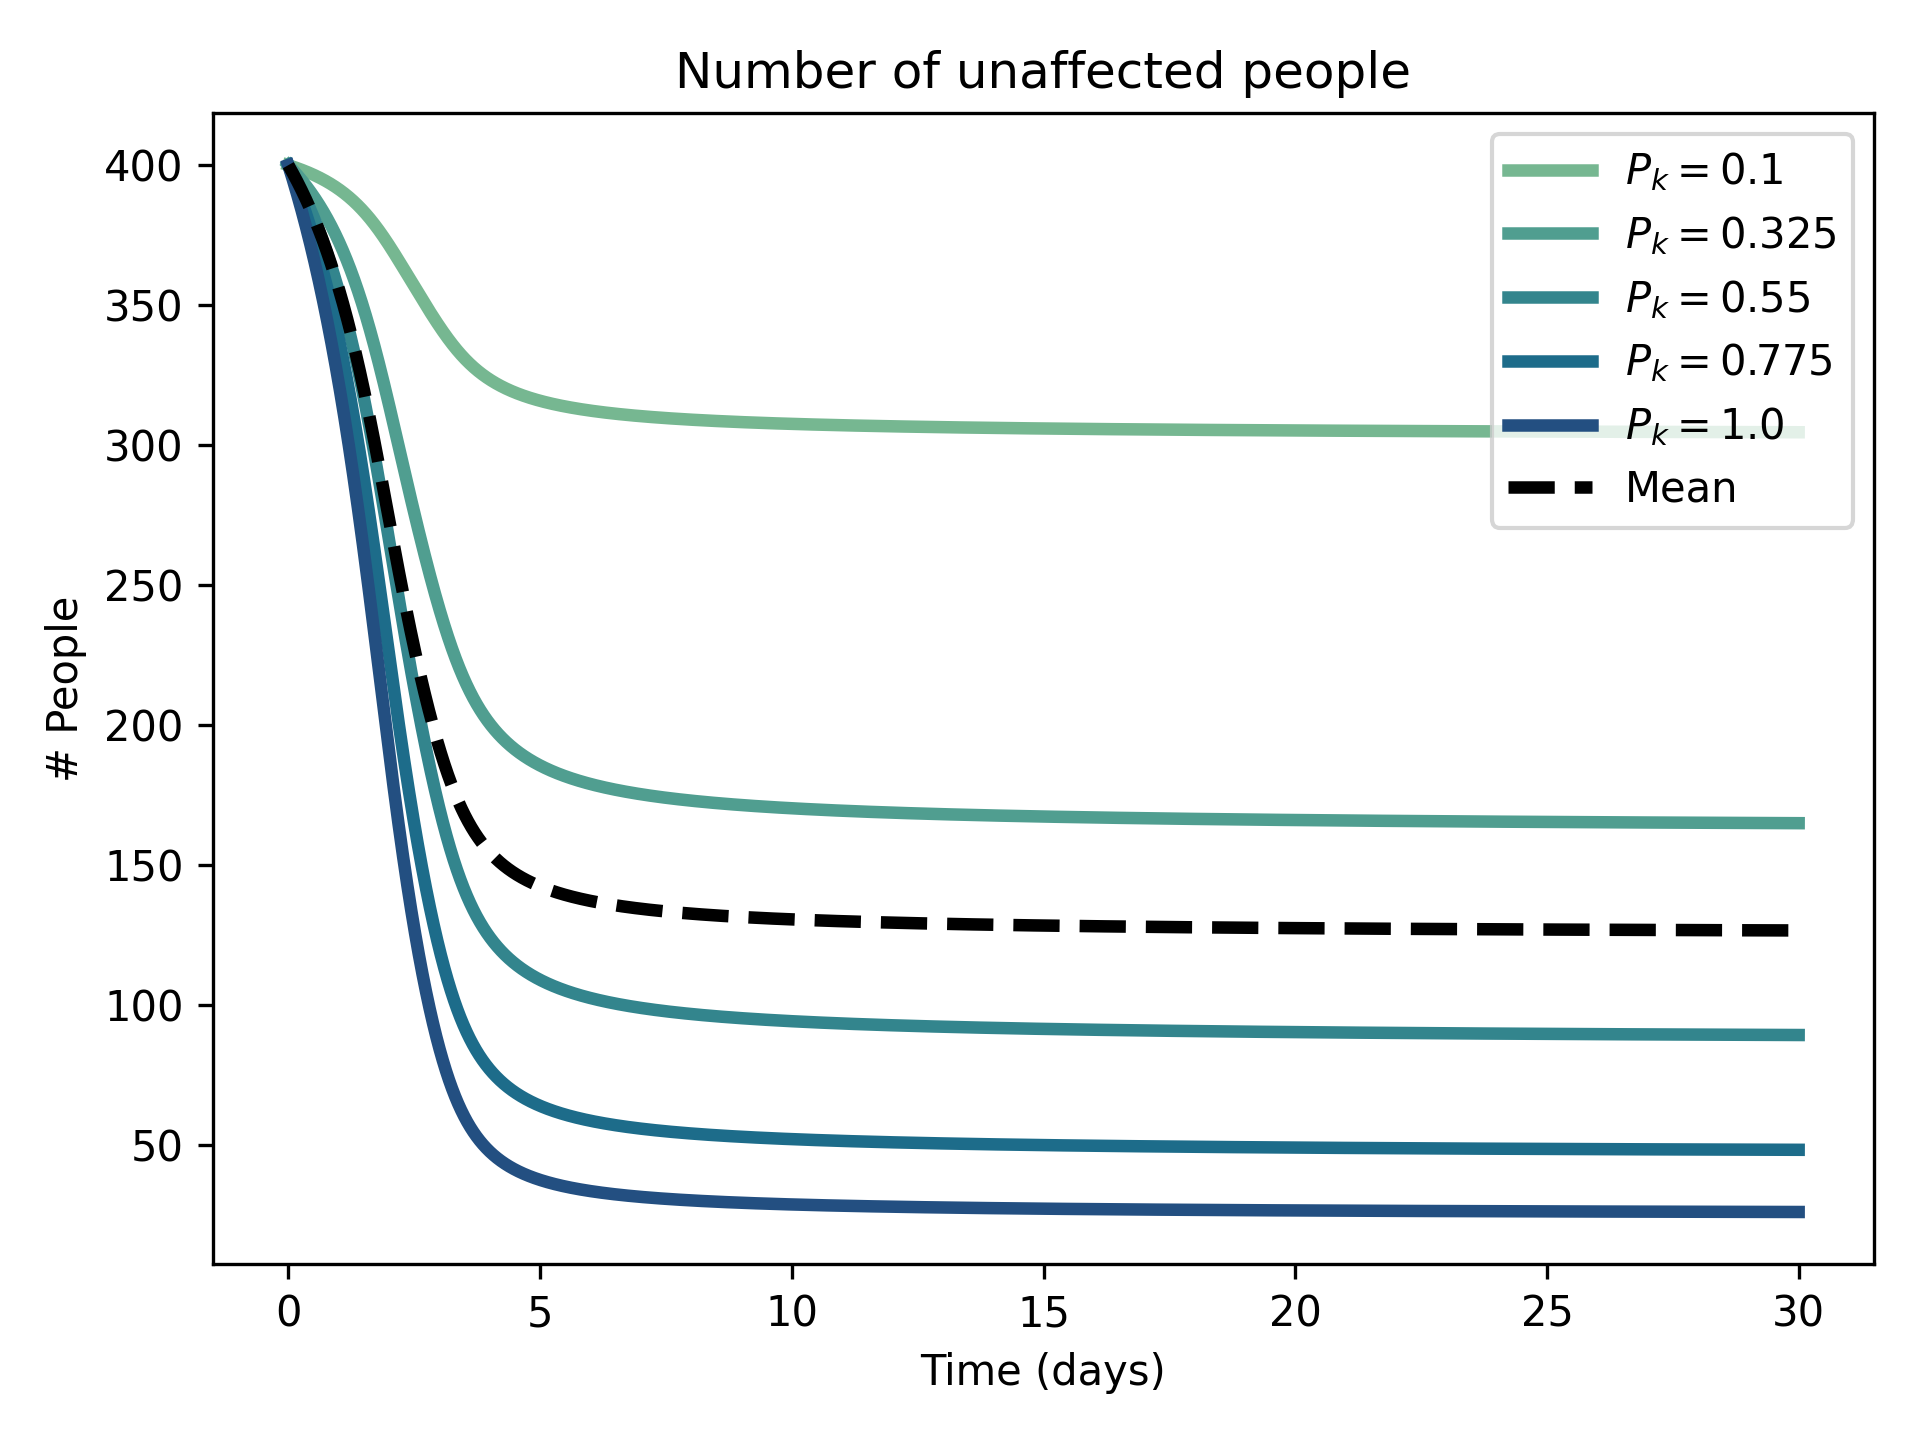 Number of unaffected people
400
350
300
250
200
150
100
50
# People
0 5 10 15 20 25 30
Time (days)
P_k = 0.1
P_k = 0.325
P_k = 0.55
P_k = 0.775
P_k = 1.0
Mean